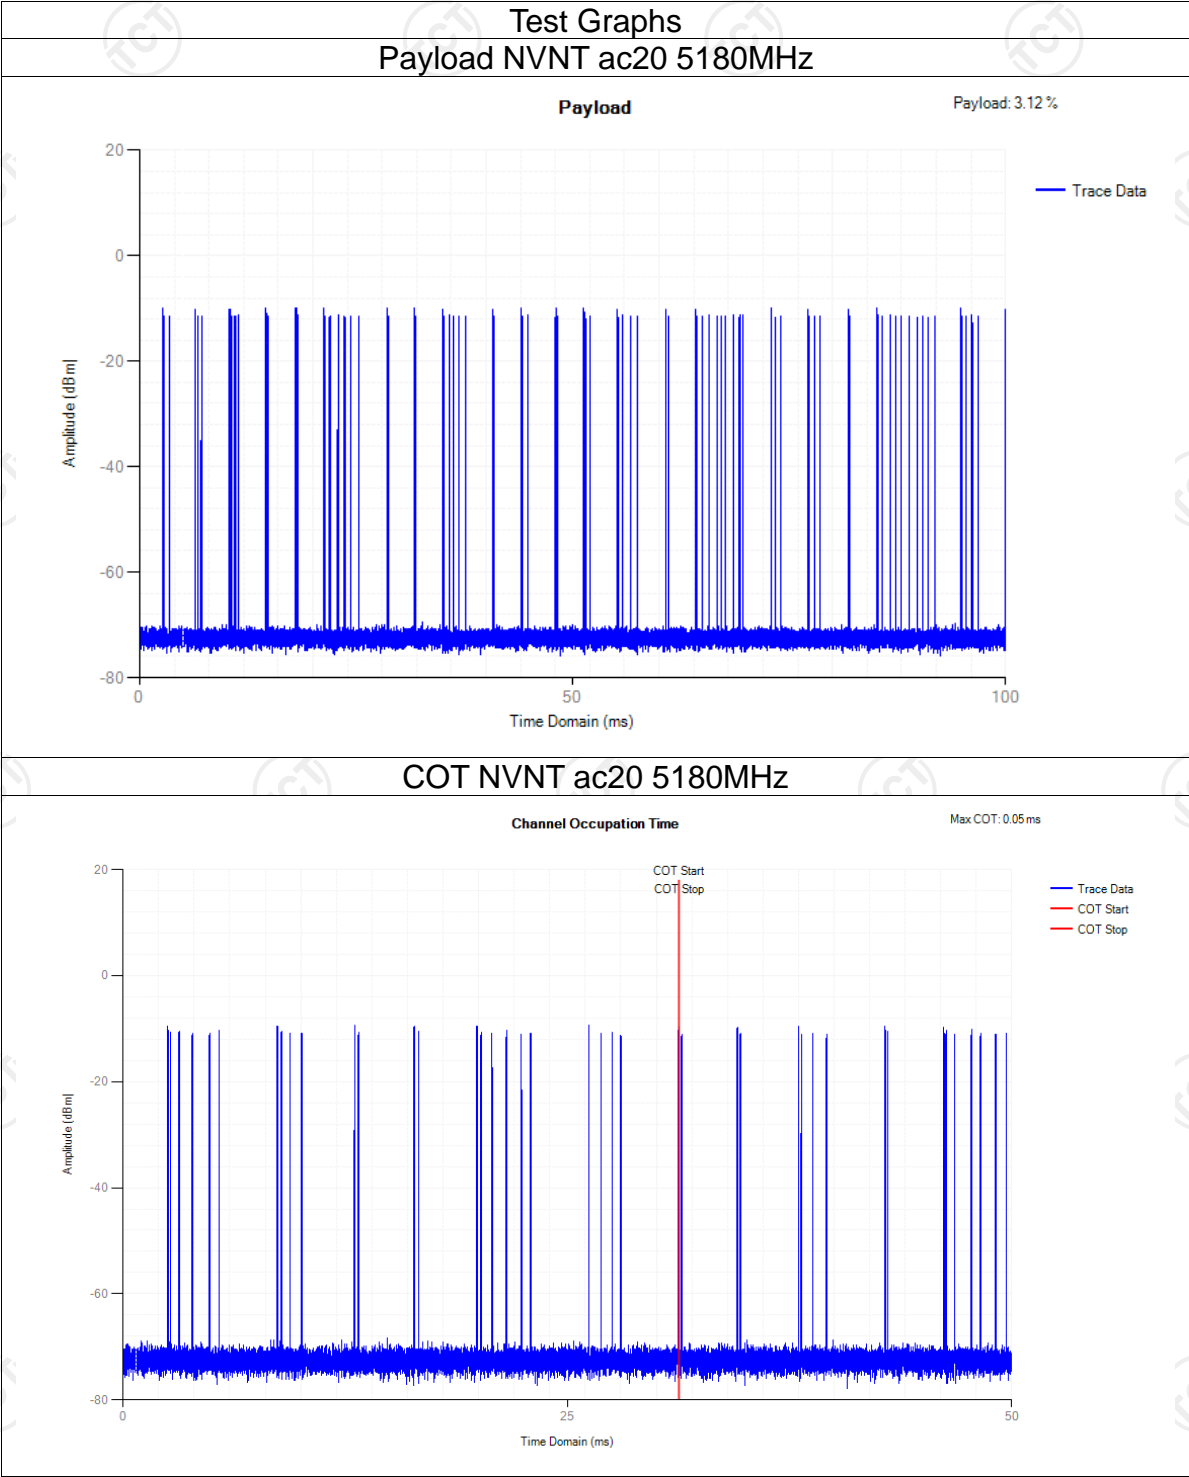 Test Graphs
Payload NVNT ac20 5180MHz
Payload
Payload: 3.12 %
20
0
-20
-40
-60
-80
Amplitude (dBm)
Trace Data
0
50
100
Time Domain (ms)
COT NVNT ac20 5180MHz
Channel Occupation Time
Max COT: 0.05 ms
COT Start
COT Stop
20
0
-20
-40
-60
-80
Amplitude (dBm)
Trace Data
COT Start
COT Stop
0
25
50
Time Domain (ms)
TCT
TCT
TCT